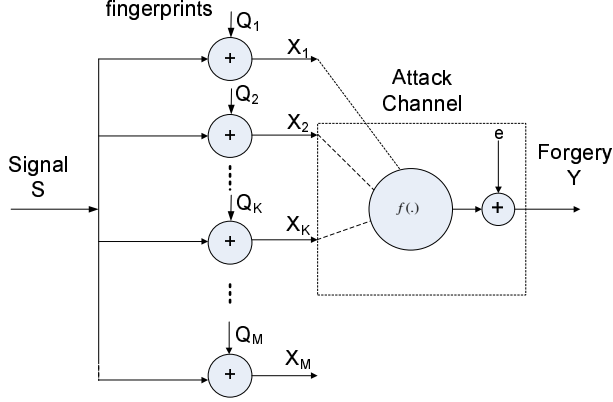 fingerprints
Q1
+
X1
Attack
Channel
Q2
+
X2
e
Signal
S
f(.)
+
Forgery
Y
QK
+
XK
QM
+
XM